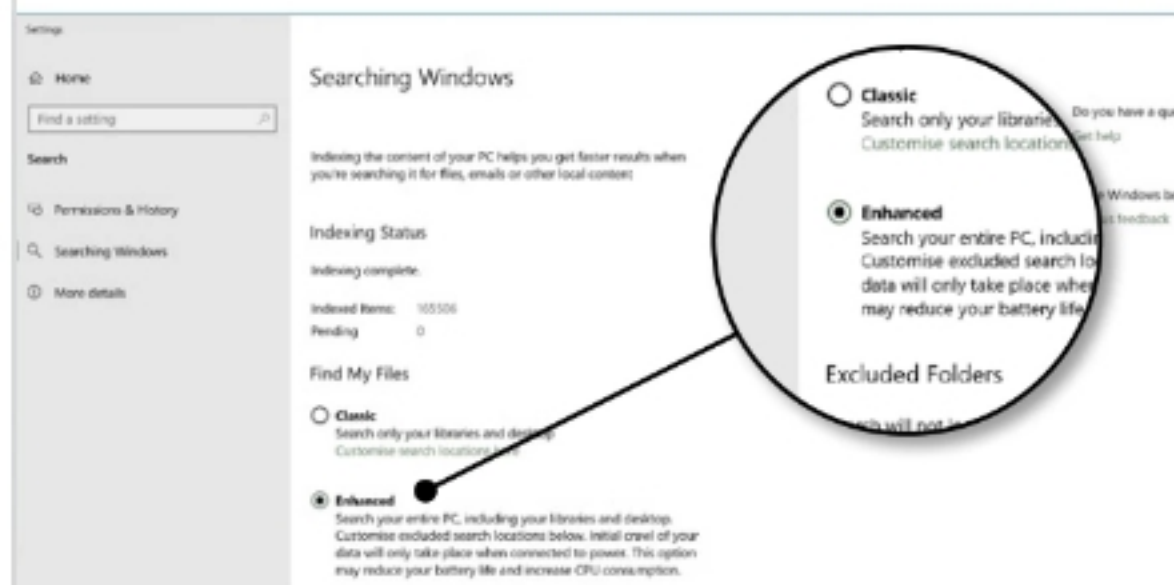 Settings
Home
Find a setting
Search
Permissions & History
Searching Windows
More details
Searching Windows
Indexing the content of your PC helps you get faster results when
you're searching it for files, emails or other local content
Indexing Status
Indexing complete.
Indexed Items: 165506
Pending 0
Find My Files
Classic
Search only your libraries and desktop
Customise search locations here
Enhanced
Search your entire PC, including your libraries and desktop.
Customise excluded search locations below. Initial crawl of your
data will only take place when connected to power. This option
may reduce your battery life and increase CPU consumption.
Classic
Search only your libraries
Customise search location
Enhanced
Search your entire PC, includin
Customise excluded search lo
data will only take place when
may reduce your battery life
Excluded Folders
will not
Do you have a que
Get help
Windows be
feedback